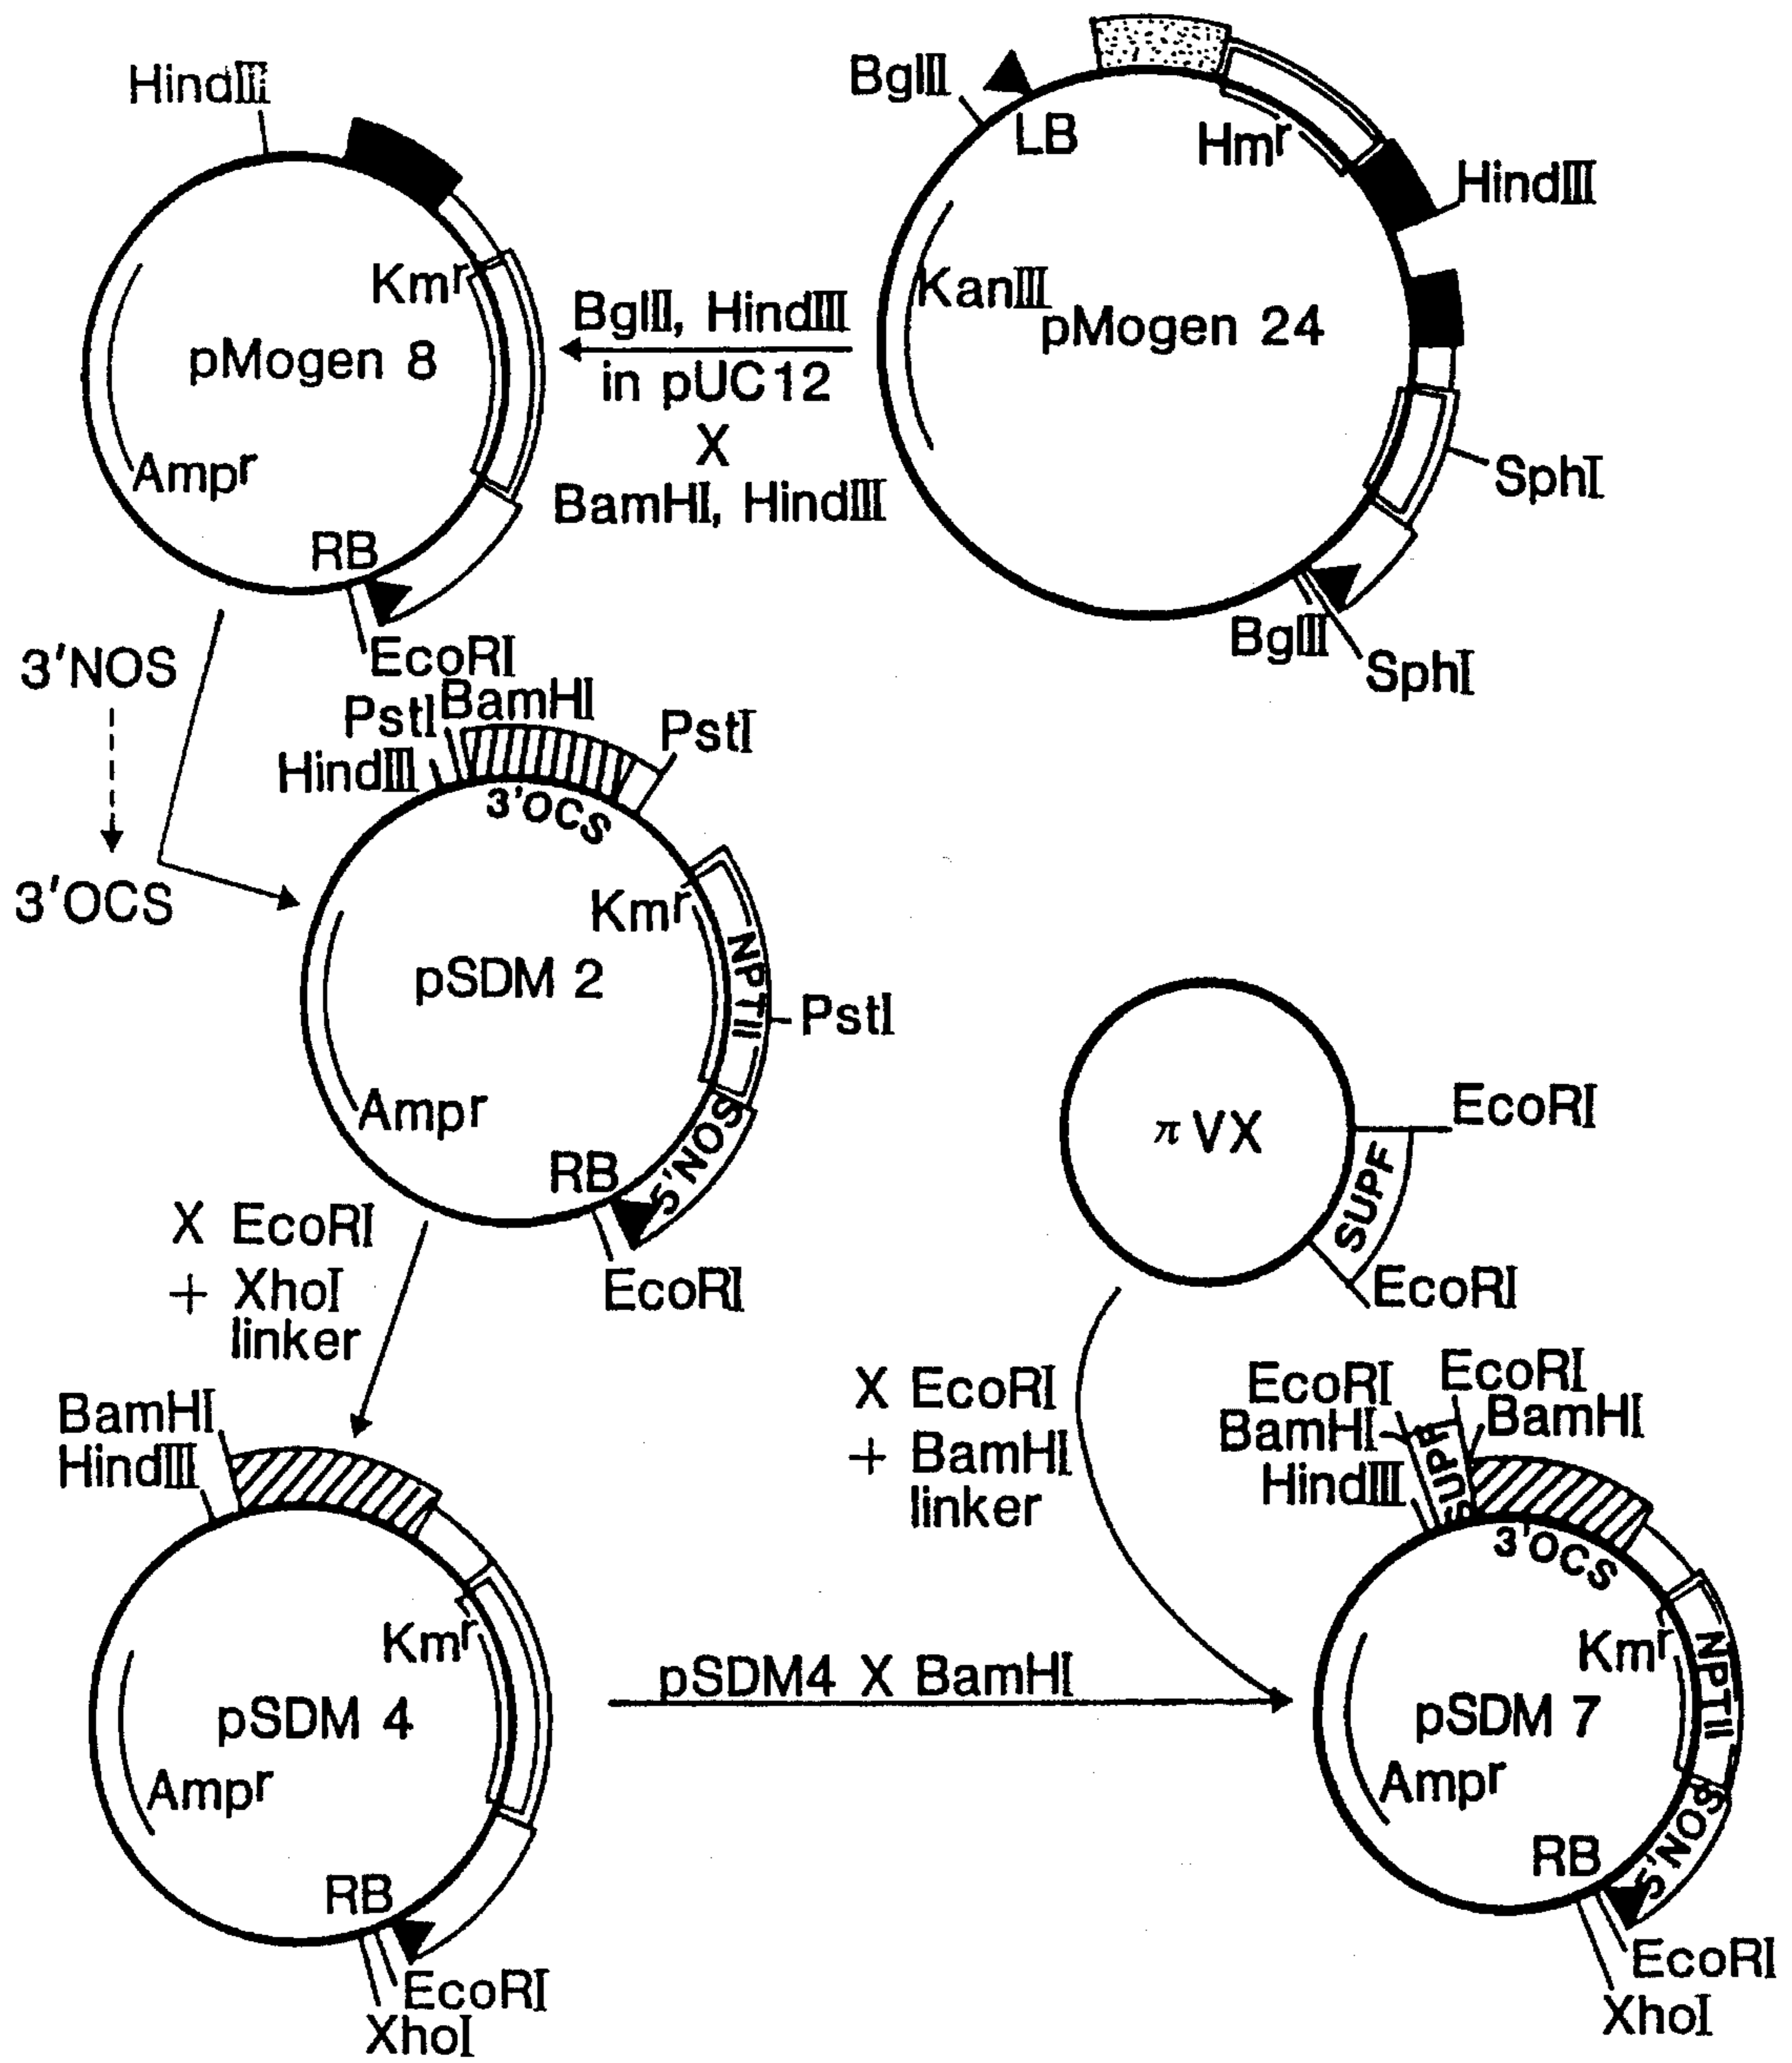 HindIII
BglII
LB
Hmr
HindIII
KanIII
pMogen 24
SphI
BglII
SphI
Kmr
pMogen 8
Ampr
RB
EcoRI
BglII, HindIII
in pUC12
X
BamHI, HindIII
3'NOS
3'OCS
PstI
BamHI
PstI
HindIII
3'OCS
Kmr
NPTII
pSDM 2
PstI
Ampr
5'NOS
RB
EcoRI
π VX
EcoRI
SUPF
EcoRI
X EcoRI
+ XhoI
linker
X EcoRI
+ BamHI
linker
BamHI
HindIII
Kmr
pSDM 4
Ampr
RB
EcoRI
XhoI
pSDM4 X BamHI
EcoRI
EcoRI
BamHI
BamHI
HindIII
SUPF
3'OCS
Kmr
NPTII
pSDM 7
Ampr
5'NOS
RB
EcoRI
XhoI